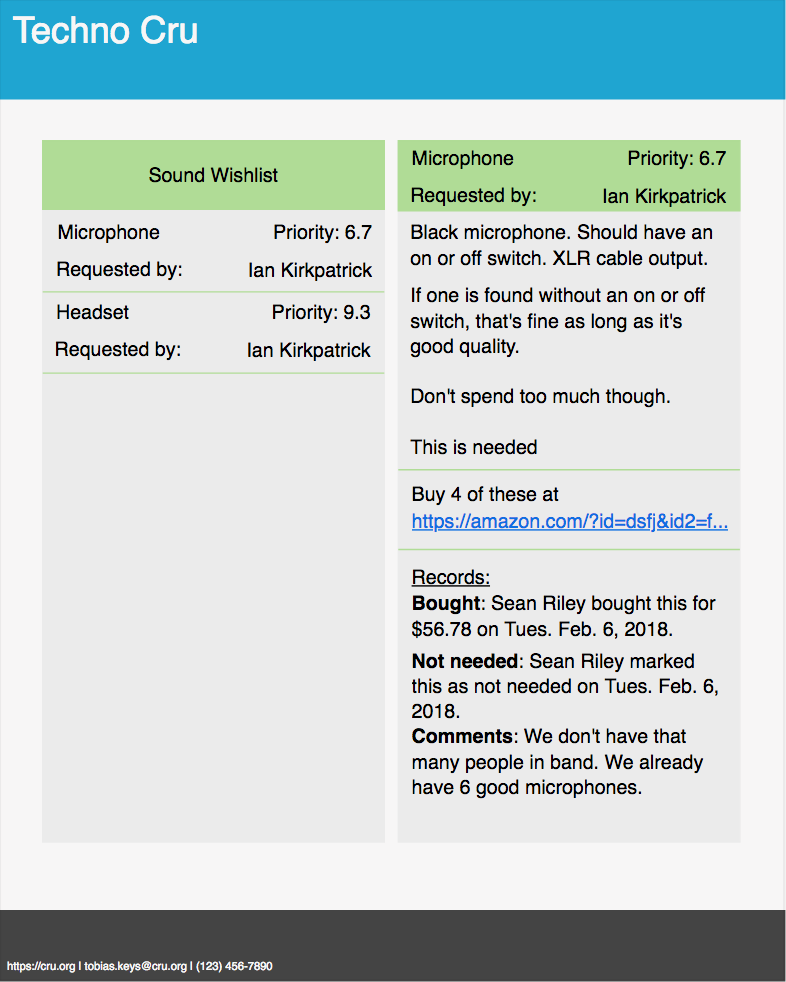 Techno Cru
Sound Wishlist
Microphone Priority: 6.7
Requested by: Ian Kirkpatrick
Headset Priority: 9.3
Requested by: Ian Kirkpatrick
Microphone Priority: 6.7
Requested by: Ian Kirkpatrick
Black microphone. Should have an
on or off switch. XLR cable output.
If one is found without an on or off
switch, that's fine as long as it's
good quality.
Don't spend too much though.
This is needed
Buy 4 of these at
https://amazon.com/?id=dsfj&id2=f...
Records:
Bought: Sean Riley bought this for
$56.78 on Tues. Feb. 6, 2018.
Not needed: Sean Riley marked
this as not needed on Tues. Feb. 6,
2018.
Comments: We don't have that
many people in band. We already
have 6 good microphones.
https://cru.org | tobias.keys@cru.org | (123) 456-7890